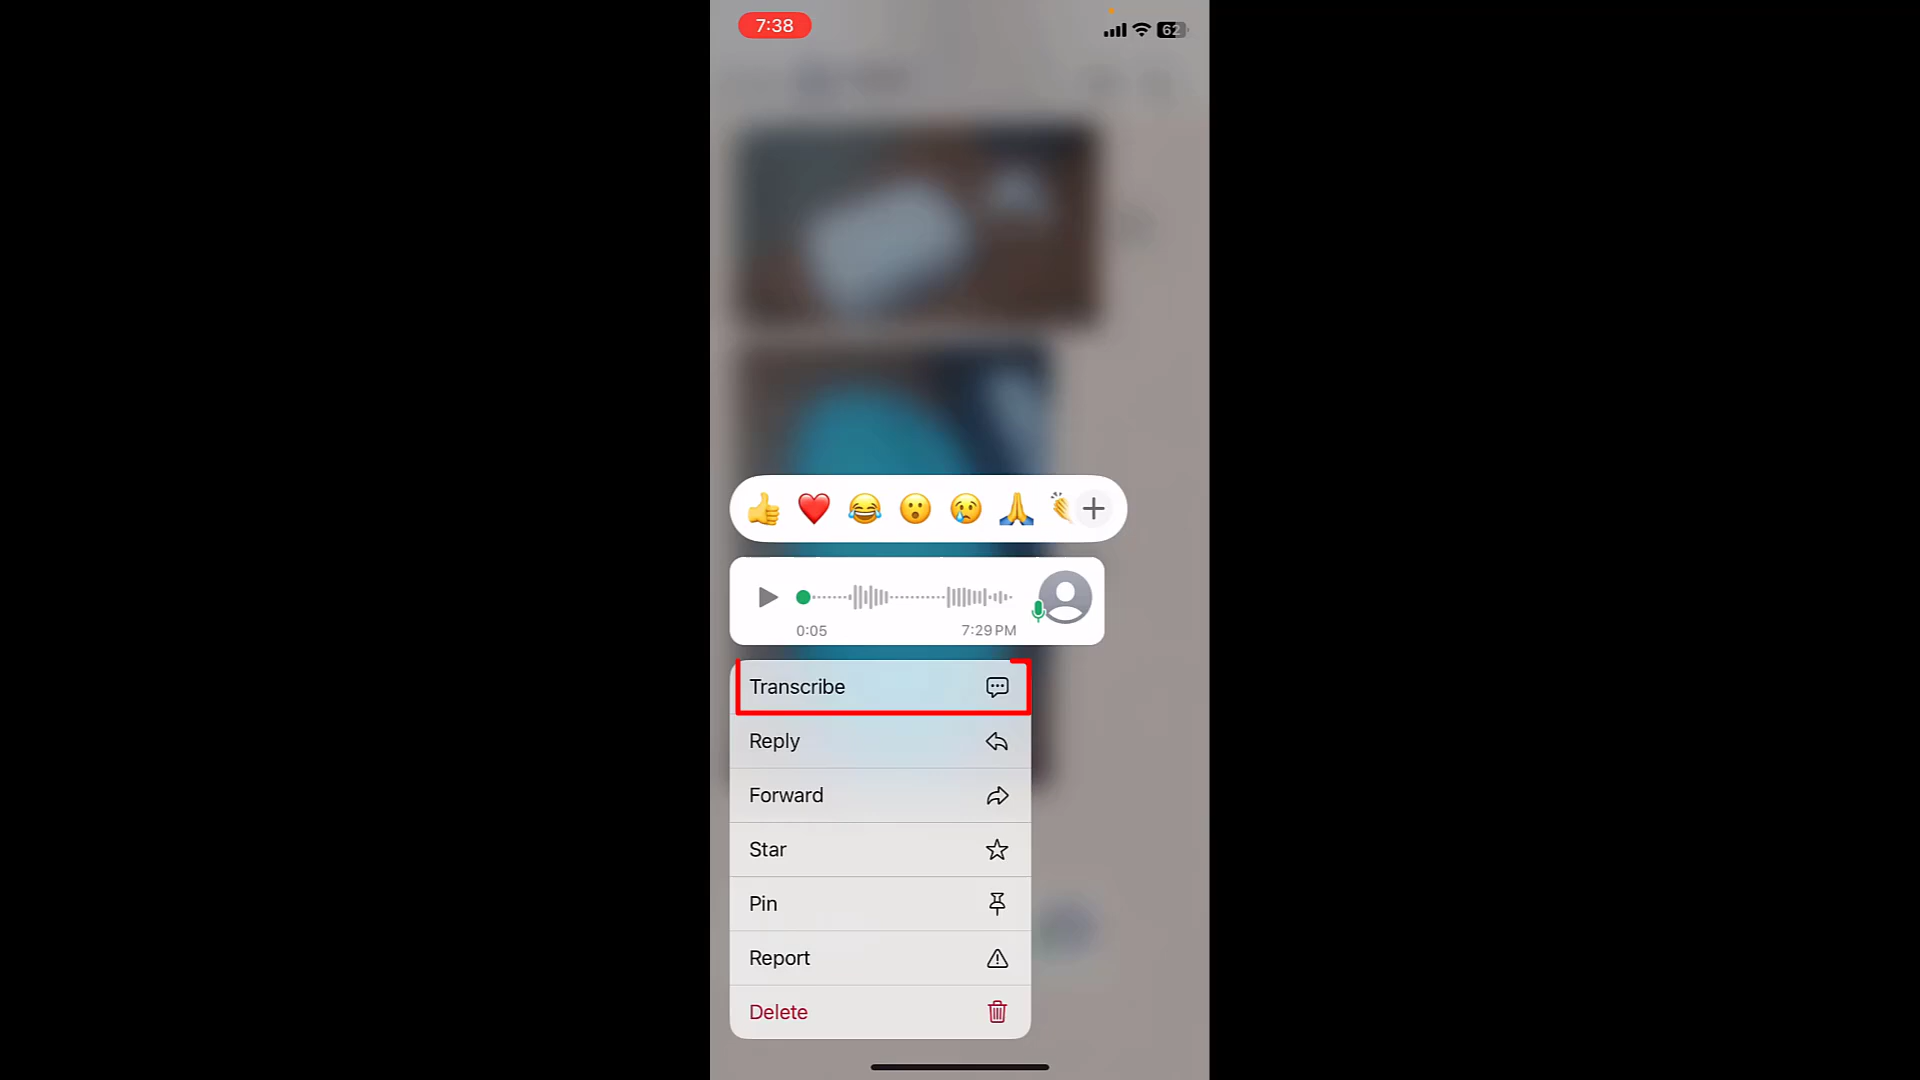 7:38
62
0:05
7:29 PM
Transcribe
Reply
Forward
Star
Pin
Report
Delete